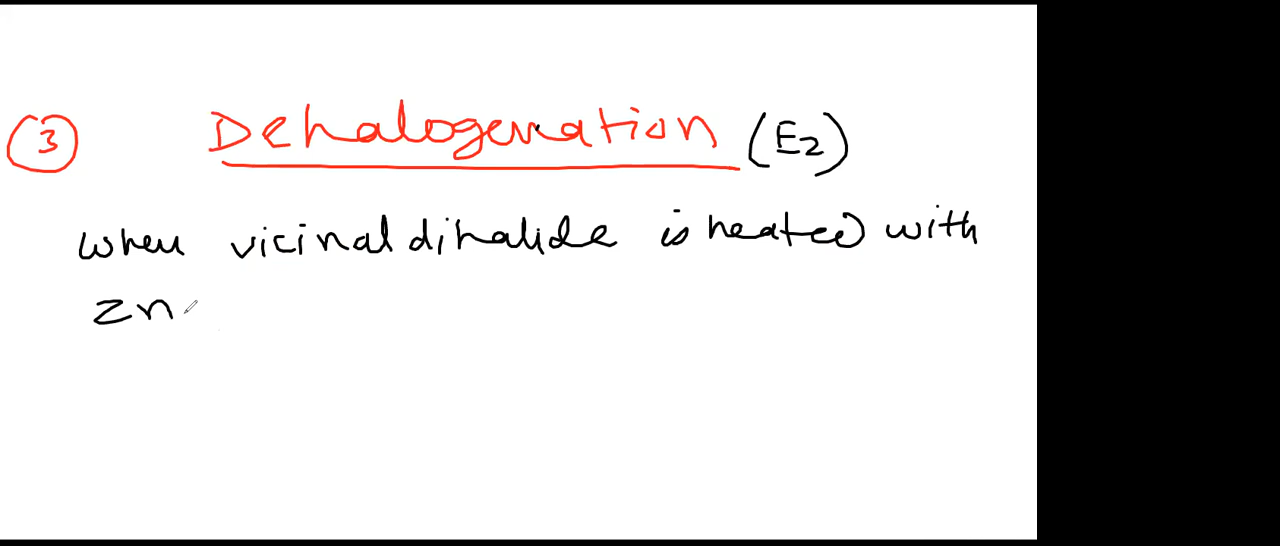 (3) Dehalogenation (E2)
when vicinal dihalide is heated with
Zn